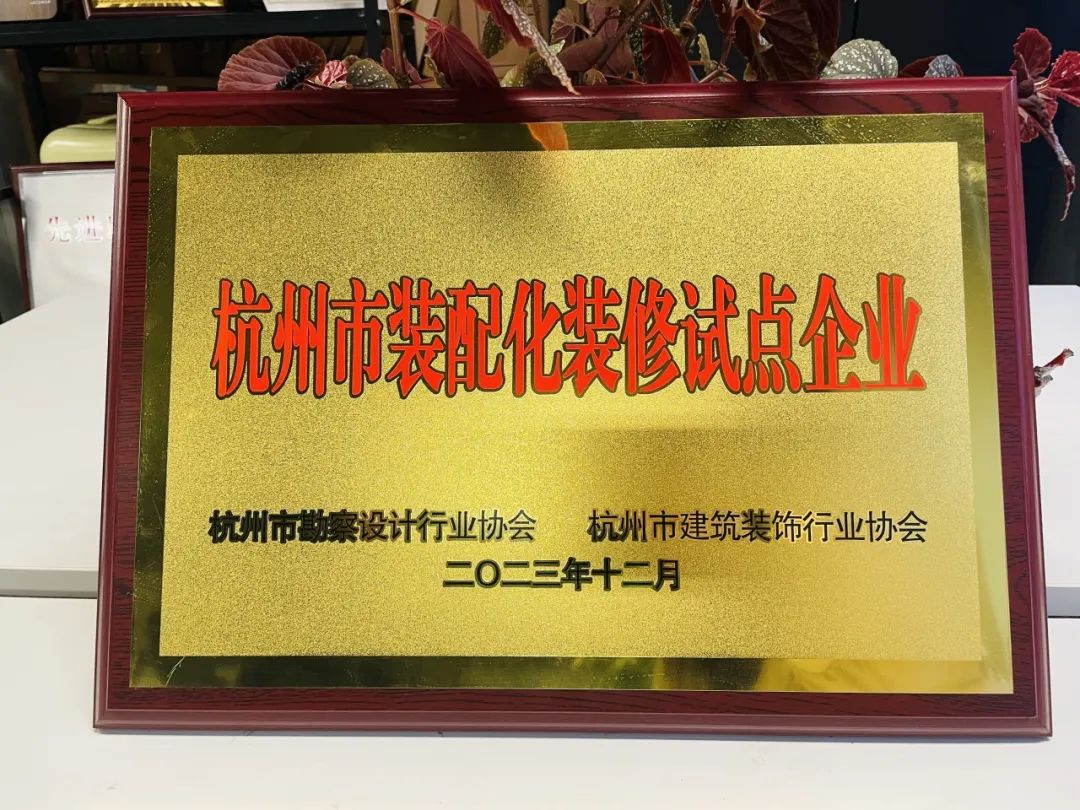 先进
杭州市装配化装修试点企业
杭州市勘察设计行业协会 杭州市建筑装饰行业协会
二〇二三年十二月